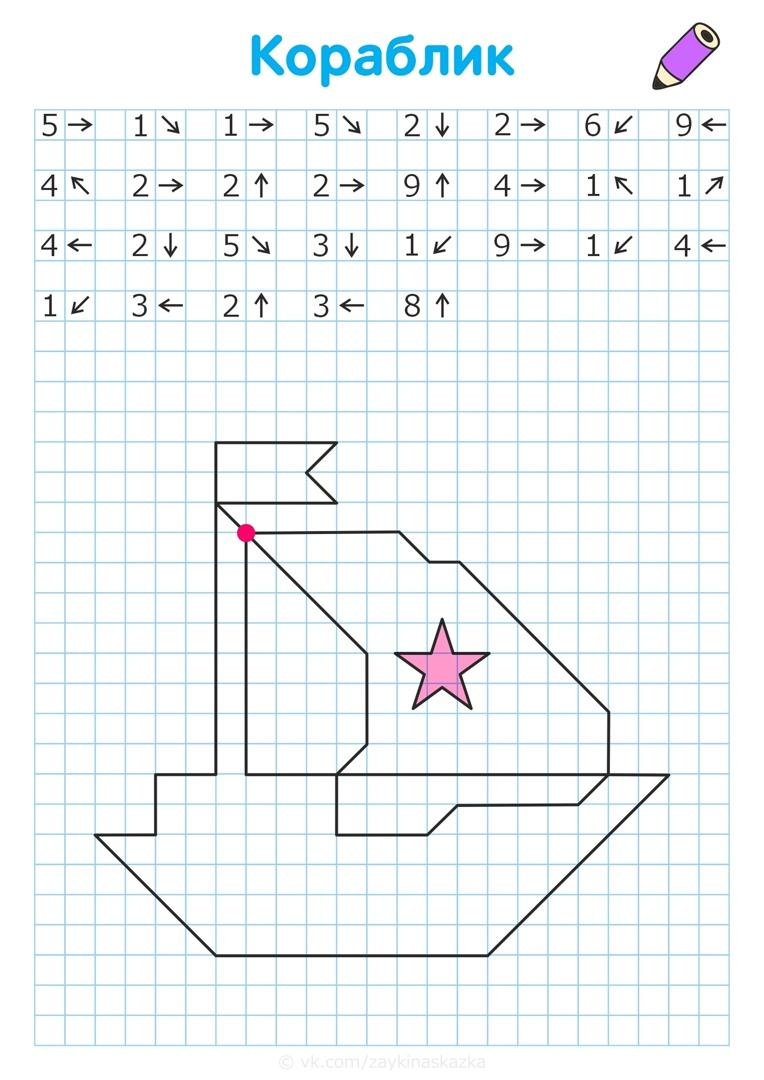 Кораблик
5 → 1 ↘ 1 → 5 ↘ 2 ↓ 2 → 6 ↙ 9 ←
4 ↖ 2 → 2 ↑ 2 → 9 ↑ 4 → 1 ↖ 1 ↗
4 ← 2 ↓ 5 ↘ 3 ↓ 1 ↙ 9 → 1 ↙ 4 ←
1 ↙ 3 ← 2 ↑ 3 ← 8 ↑
© vk.com/zaykinaskazka